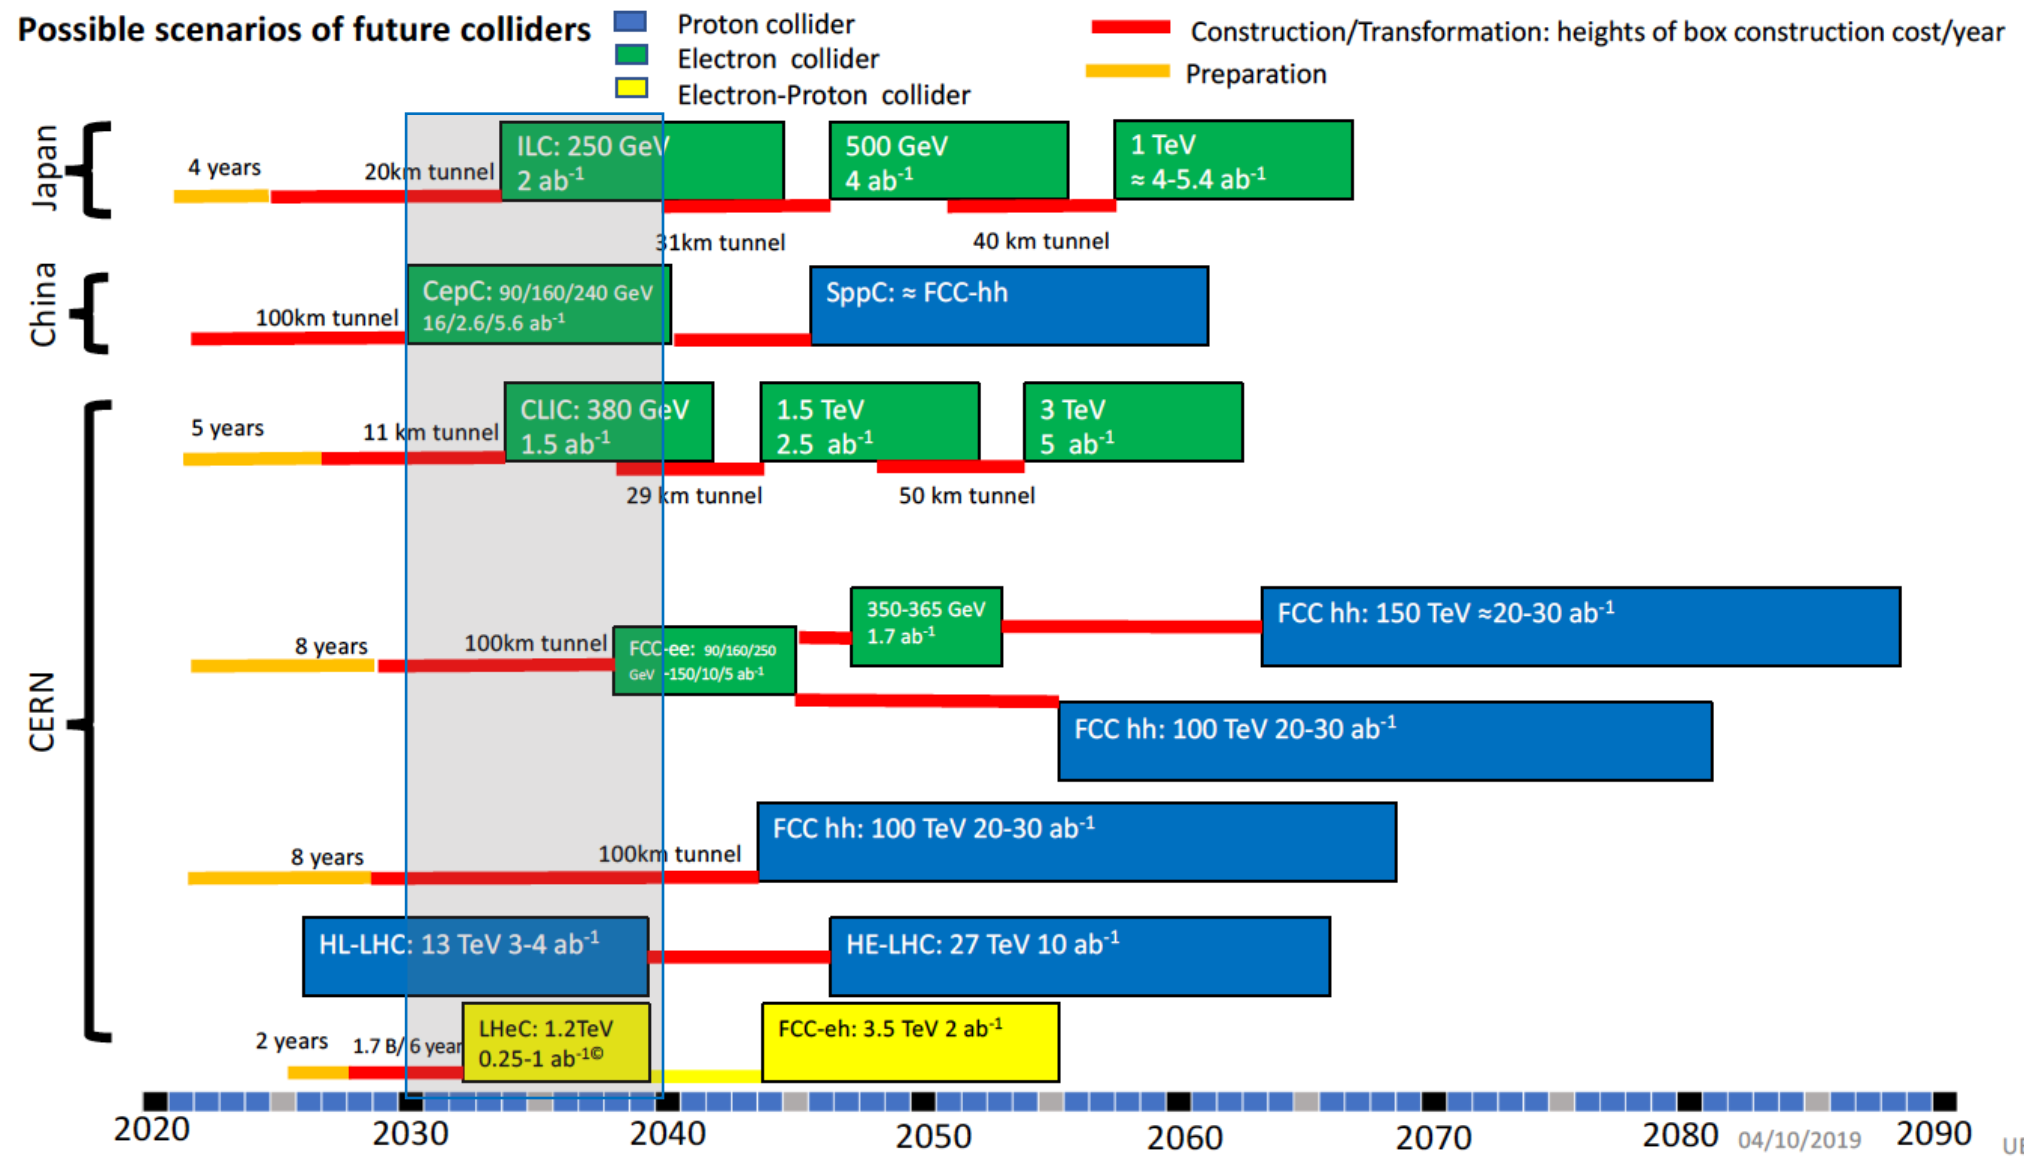 Possible scenarios of future colliders
Proton collider
Electron collider
Electron-Proton collider
Construction/Transformation: heights of box construction cost/year
Preparation
Japan
4 years
20km tunnel
ILC: 250 GeV
2 ab⁻¹
31km tunnel
500 GeV
4 ab⁻¹
40 km tunnel
1 TeV
≈ 4-5.4 ab⁻¹
China
100km tunnel
CepC: 90/160/240 GeV
16/2.6/5.6 ab⁻¹
SppC: ≈ FCC-hh
CERN
5 years
11 km tunnel
CLIC: 380 GeV
1.5 ab⁻¹
29 km tunnel
1.5 TeV
2.5 ab⁻¹
50 km tunnel
3 TeV
5 ab⁻¹
8 years
100km tunnel
FCC-ee: 90/160/250
GeV -150/10/5 ab⁻¹
350-365 GeV
1.7 ab⁻¹
FCC hh: 150 TeV ≈20-30 ab⁻¹
FCC hh: 100 TeV 20-30 ab⁻¹
8 years
100km tunnel
FCC hh: 100 TeV 20-30 ab⁻¹
HL-LHC: 13 TeV 3-4 ab⁻¹
HE-LHC: 27 TeV 10 ab⁻¹
2 years
1.7 B/ 6 year
LHeC: 1.2TeV
0.25-1 ab⁻¹©
FCC-eh: 3.5 TeV 2 ab⁻¹
2020 2030 2040 2050 2060 2070 2080 2090
04/10/2019